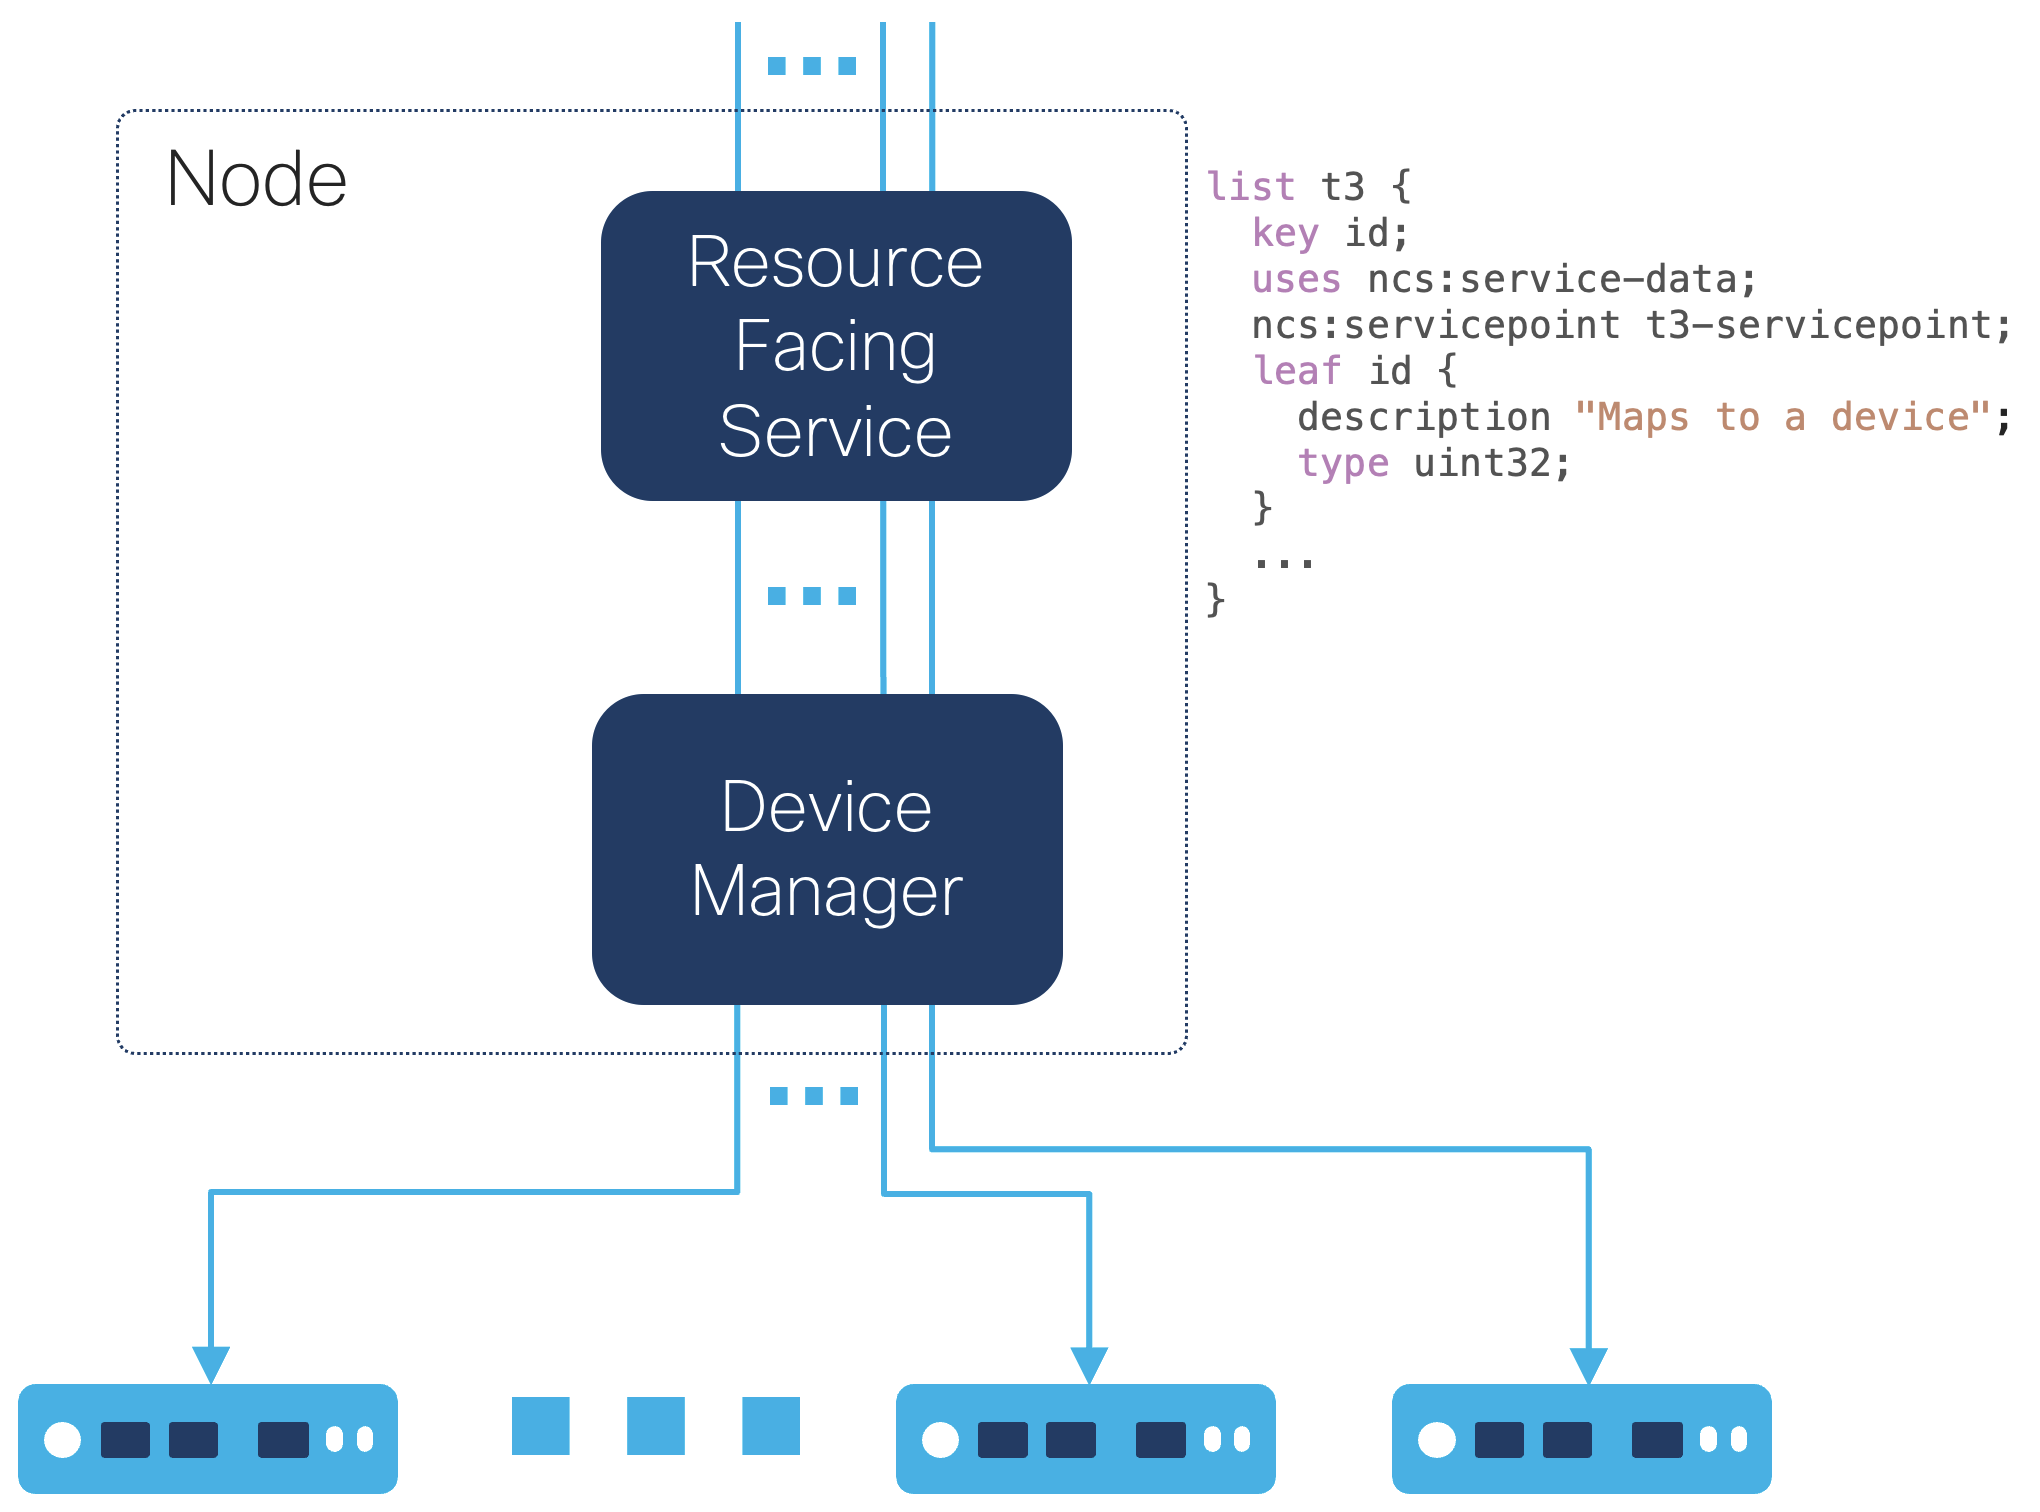 Node
Resource
Facing
Service
Device
Manager
list t3 {
  key id;
  uses ncs:service-data;
  ncs:servicepoint t3-servicepoint;
  leaf id {
    description "Maps to a device";
    type uint32;
  }
  ...
}